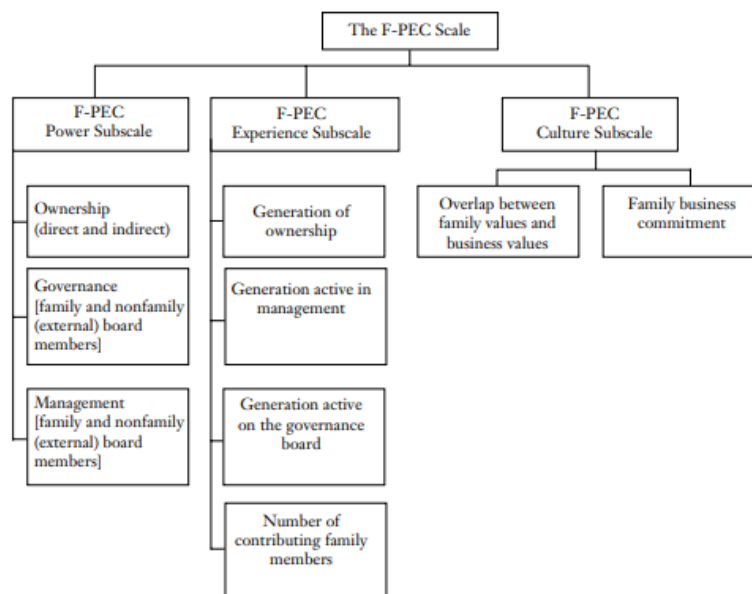 The F-PEC Scale
F-PEC
Power Subscale
F-PEC
Experience Subscale
F-PEC
Culture Subscale
Ownership
(direct and indirect)
Governance
[family and nonfamily
(external) board
members]
Management
[family and nonfamily
(external) board
members]
Generation of
ownership
Generation active in
management
Generation active
on the governance
board
Number of
contributing family
members
Overlap between
family values and
business values
Family business
commitment